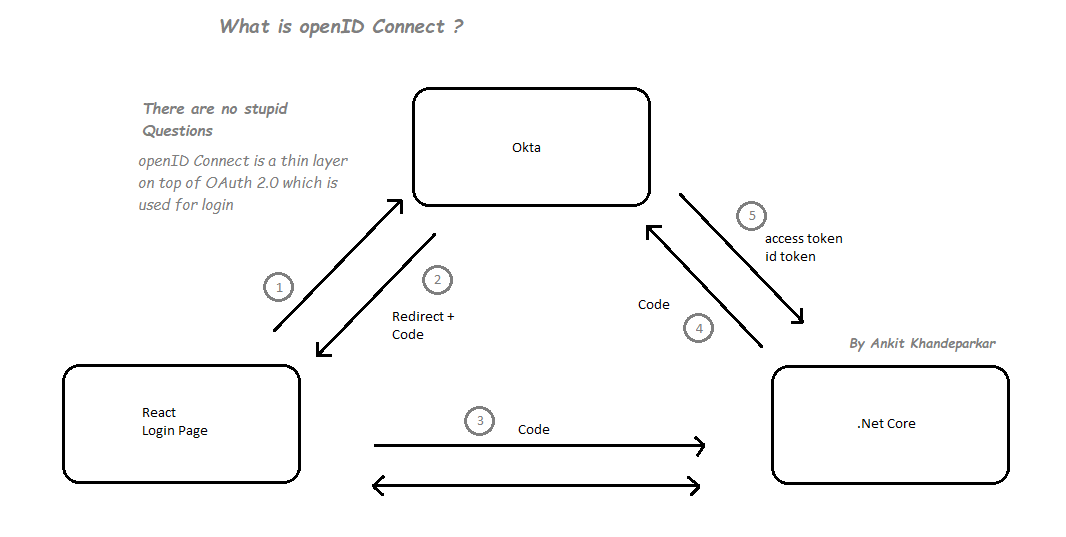 What is openID Connect ?
There are no stupid
Questions
openID Connect is a thin layer
on top of OAuth 2.0 which is
used for login
Okta
1
2
Redirect +
Code
5
access token
id token
Code
4
By Ankit Khandeparkar
React
Login Page
3
Code
.Net Core